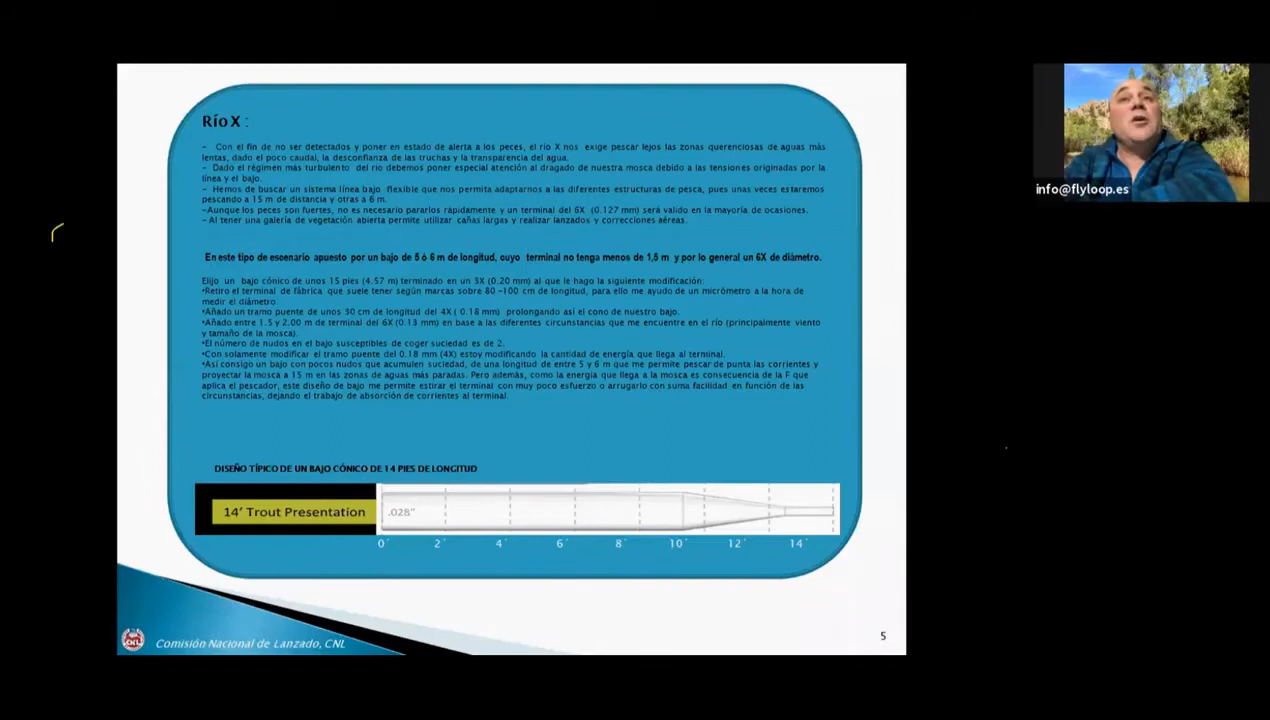 Río X :
- Con el fin de no ser detectados y poner en estado de alerta a los peces, el río X nos exige pescar lejos las zonas querenciosas de aguas más
lentas, dado el poco caudal, la desconfianza de las truchas y la transparencia del agua.
- Dado el régimen más turbulento del rio debemos poner especial atención al dragado de nuestra mosca debido a las tensiones originadas por la
línea y el bajo.
- Hemos de buscar un sistema línea bajo flexible que nos permita adaptarnos a las diferentes estructuras de pesca, pues unas veces estaremos
pescando a 15 m de distancia y otras a 6 m.
-Aunque los peces son fuertes, no es necesario pararlos rápidamente y un terminal del 6X (0.127 mm) será valido en la mayoría de ocasiones.
- Al tener una galería de vegetación abierta permite utilizar cañas largas y realizar lanzados y correcciones aéreas.
En este tipo de escenario apuesto por un bajo de 5 ó 6 m de longitud, cuyo terminal no tenga menos de 1,5 m y por lo general un 6X de diámetro.
Elijo un bajo cónico de unos 15 pies (4.57 m) terminado en un 3X (0.20 mm) al que le hago la siguiente modificación:
•Retiro el terminal de fábrica, que suele tener según marcas sobre 80 -100 cm de longitud, para ello me ayudo de un micrómetro a la hora de
medir el diámetro.
•Añado un tramo puente de unos 30 cm de longitud del 4X ( 0.18 mm) prolongando así el cono de nuestro bajo.
•Añado entre 1.5 y 2.00 m de terminal del 6X (0.13 mm) en base a las diferentes circunstancias que me encuentre en el río (principalmente viento
y tamaño de la mosca).
•El número de nudos en el bajo susceptibles de coger suciedad es de 2.
•Con solamente modificar el tramo puente del 0.18 mm (4X) estoy modificando la cantidad de energía que llega al terminal.
•Así consigo un bajo con pocos nudos que acumulen suciedad, de una longitud de entre 5 y 6 m que me permite pescar de punta las corrientes y
proyectar la mosca a 15 m en las zonas de aguas más paradas. Pero además, como la energía que llega a la mosca es consecuencia de la F que
aplica el pescador, este diseño de bajo me permite estirar el terminal con muy poco esfuerzo o arrugarlo con suma facilidad en función de las
circunstancias, dejando el trabajo de absorción de corrientes al terminal.
DISEÑO TÍPICO DE UN BAJO CÓNICO DE 14 PIES DE LONGITUD
14' Trout Presentation
.028"
0' 2' 4' 6' 8' 10' 12' 14'
CNL
Comisión Nacional de Lanzado, CNL
5
info@flyloop.es